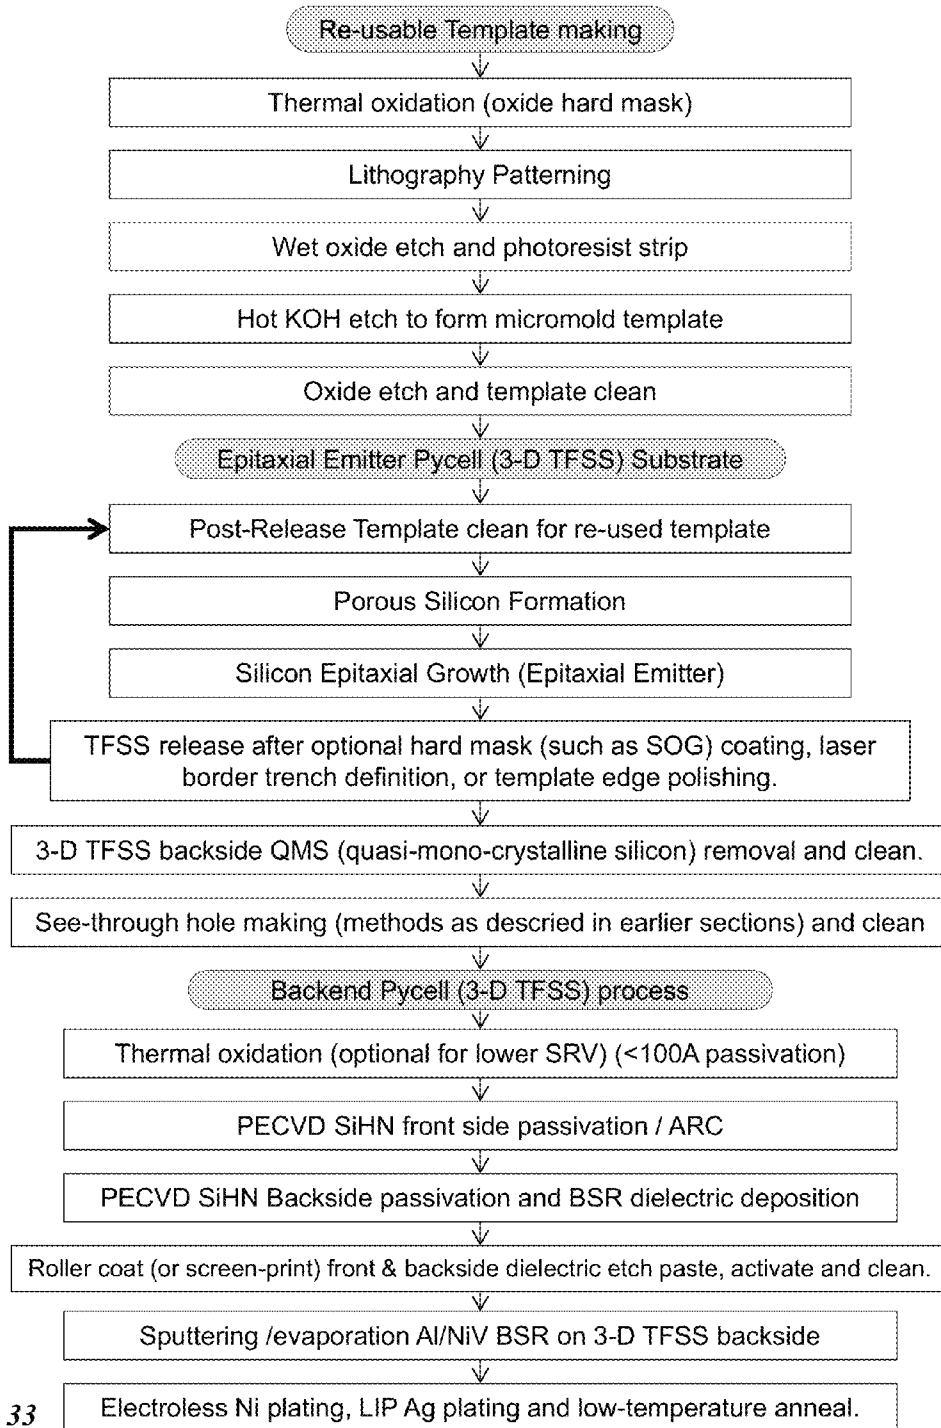 Re-usable Template making
Thermal oxidation (oxide hard mask)
Lithography Patterning
Wet oxide etch and photoresist strip
Hot KOH etch to form micromold template
Oxide etch and template clean
Epitaxial Emitter Pycell (3-D TFSS) Substrate
Post-Release Template clean for re-used template
Porous Silicon Formation
Silicon Epitaxial Growth (Epitaxial Emitter)
TFSS release after optional hard mask (such as SOG) coating, laser
border trench definition, or template edge polishing.
3-D TFSS backside QMS (quasi-mono-crystalline silicon) removal and clean.
See-through hole making (methods as descried in earlier sections) and clean
Backend Pycell (3-D TFSS) process
Thermal oxidation (optional for lower SRV) (<100A passivation)
PECVD SiHN front side passivation / ARC
PECVD SiHN Backside passivation and BSR dielectric deposition
Roller coat (or screen-print) front & backside dielectric etch paste, activate and clean.
Sputtering /evaporation Al/NiV BSR on 3-D TFSS backside
Electroless Ni plating, LIP Ag plating and low-temperature anneal.
33